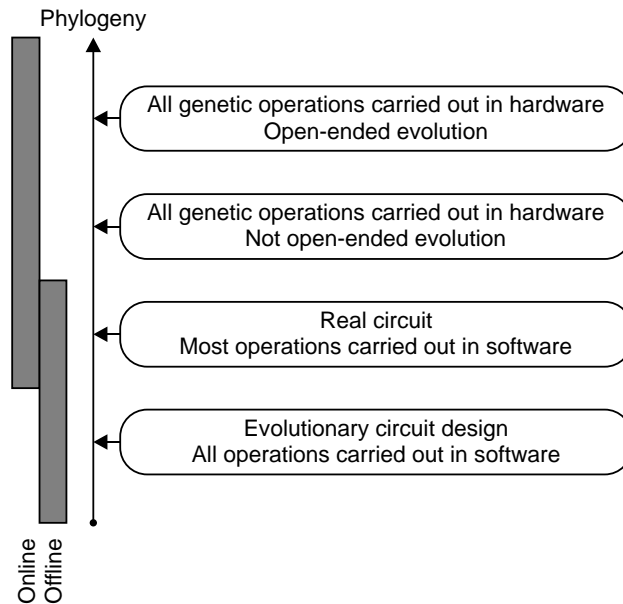 Phylogeny
All genetic operations carried out in hardware
Open-ended evolution
All genetic operations carried out in hardware
Not open-ended evolution
Real circuit
Most operations carried out in software
Evolutionary circuit design
All operations carried out in software
Online
Offline